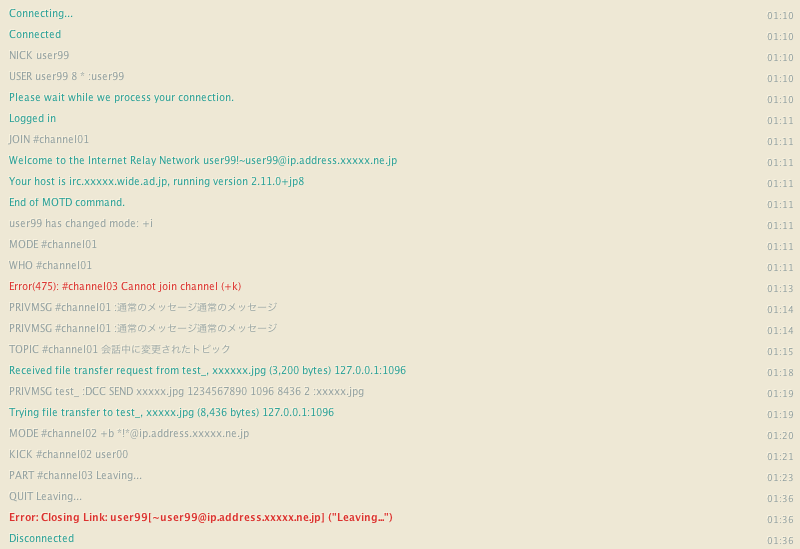 Connecting... 01:10
Connected 01:10
NICK user99 01:10
USER user99 8 * :user99 01:10
Please wait while we process your connection. 01:10
Logged in 01:11
JOIN #channel01 01:11
Welcome to the Internet Relay Network user99!~user99@ip.address.xxxxx.ne.jp 01:11
Your host is irc.xxxxx.wide.ad.jp, running version 2.11.0+jp8 01:11
End of MOTD command. 01:11
user99 has changed mode: +i 01:11
MODE #channel01 01:11
WHO #channel01 01:11
Error(475): #channel03 Cannot join channel (+k) 01:13
PRIVMSG #channel01 :通常のメッセージ通常のメッセージ 01:14
PRIVMSG #channel01 :通常のメッセージ通常のメッセージ 01:14
TOPIC #channel01 会話中に変更されたトピック 01:15
Received file transfer request from test_, xxxxxx.jpg (3,200 bytes) 127.0.0.1:1096 01:18
PRIVMSG test_ :DCC SEND xxxxx.jpg 1234567890 1096 8436 2 :xxxxx.jpg 01:19
Trying file transfer to test_, xxxxx.jpg (8,436 bytes) 127.0.0.1:1096 01:19
MODE #channel02 +b *!*@ip.address.xxxxx.ne.jp 01:20
KICK #channel02 user00 01:21
PART #channel03 Leaving... 01:23
QUIT Leaving... 01:36
Error: Closing Link: user99[~user99@ip.address.xxxxx.ne.jp] ("Leaving...") 01:36
Disconnected 01:36